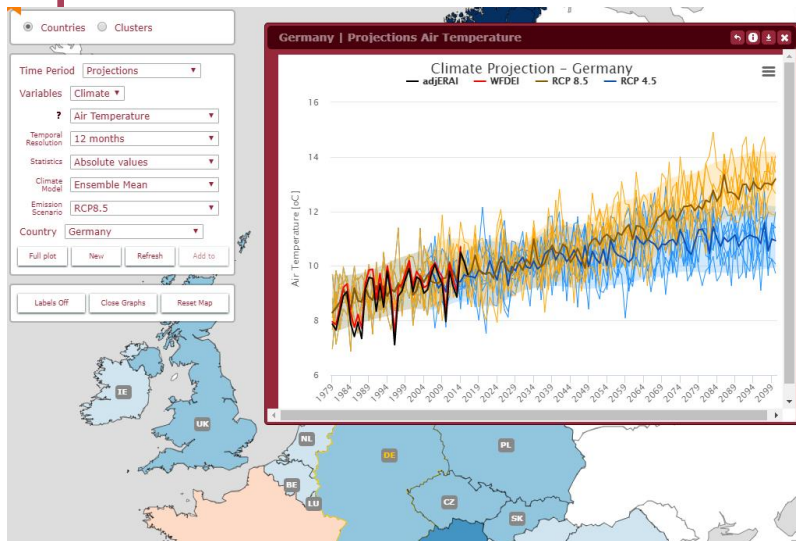 Countries Clusters
Time Period Projections
Variables Climate
? Air Temperature
Temporal Resolution 12 months
Statistics Absolute values
Climate Model Ensemble Mean
Emission Scenario RCP8.5
Country Germany
Full plot New Refresh Add to
Labels Off Close Graphs Reset Map
Germany | Projections Air Temperature
Climate Projection - Germany
adjERAI WFDEI RCP 8.5 RCP 4.5
Air Temperature [oC]
16
14
12
10
8
6
1979 1984 1989 1994 1999 2004 2009 2014 2019 2024 2029 2034 2039 2044 2049 2054 2059 2064 2069 2074 2079 2084 2089 2094 2099
IE
UK
NL
DE
PL
BE
LU
CZ
SK